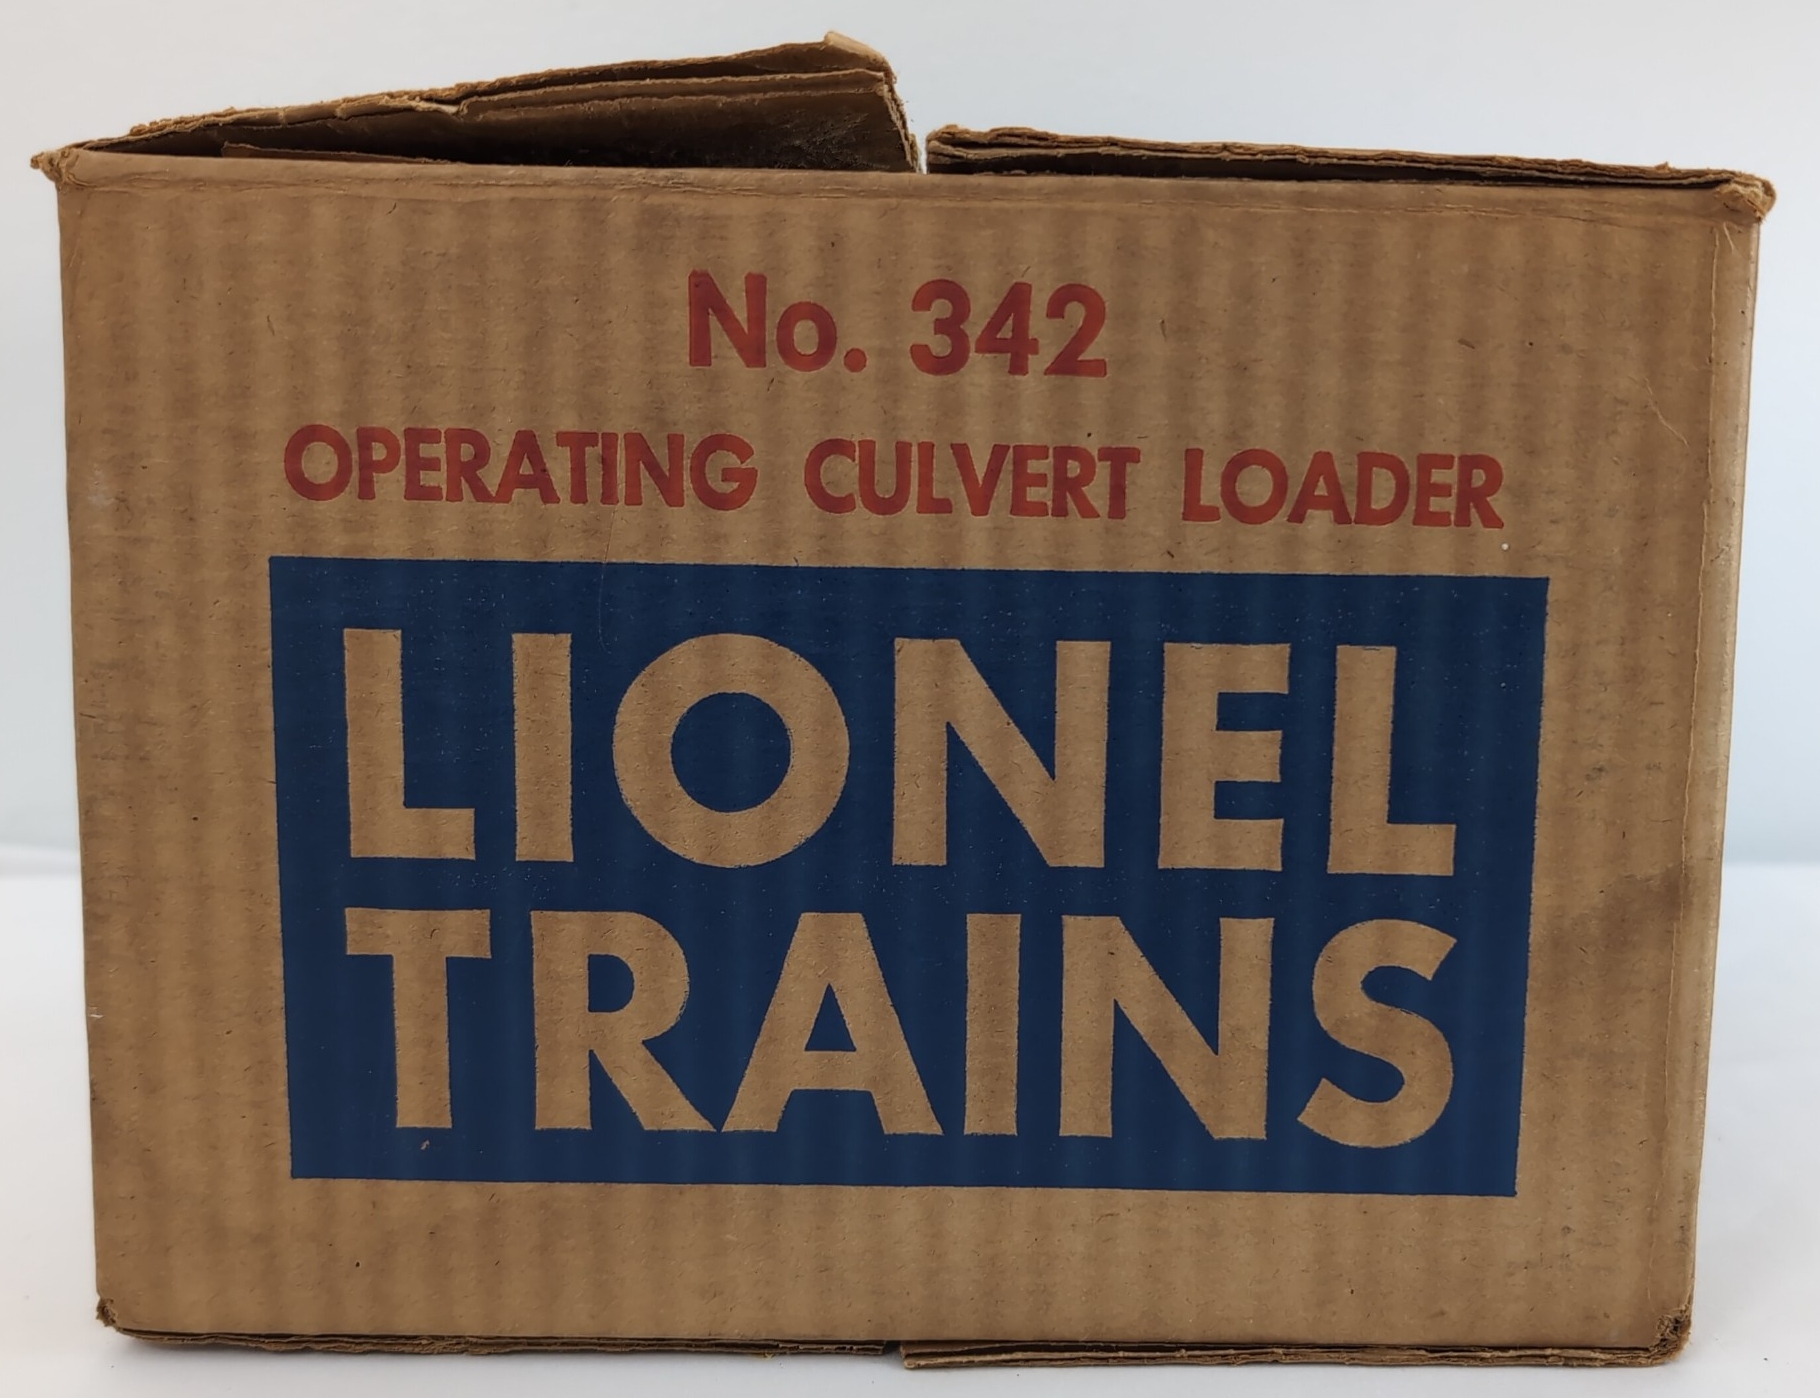 No. 342
OPERATING CULVERT LOADER
LIONEL
TRAINS